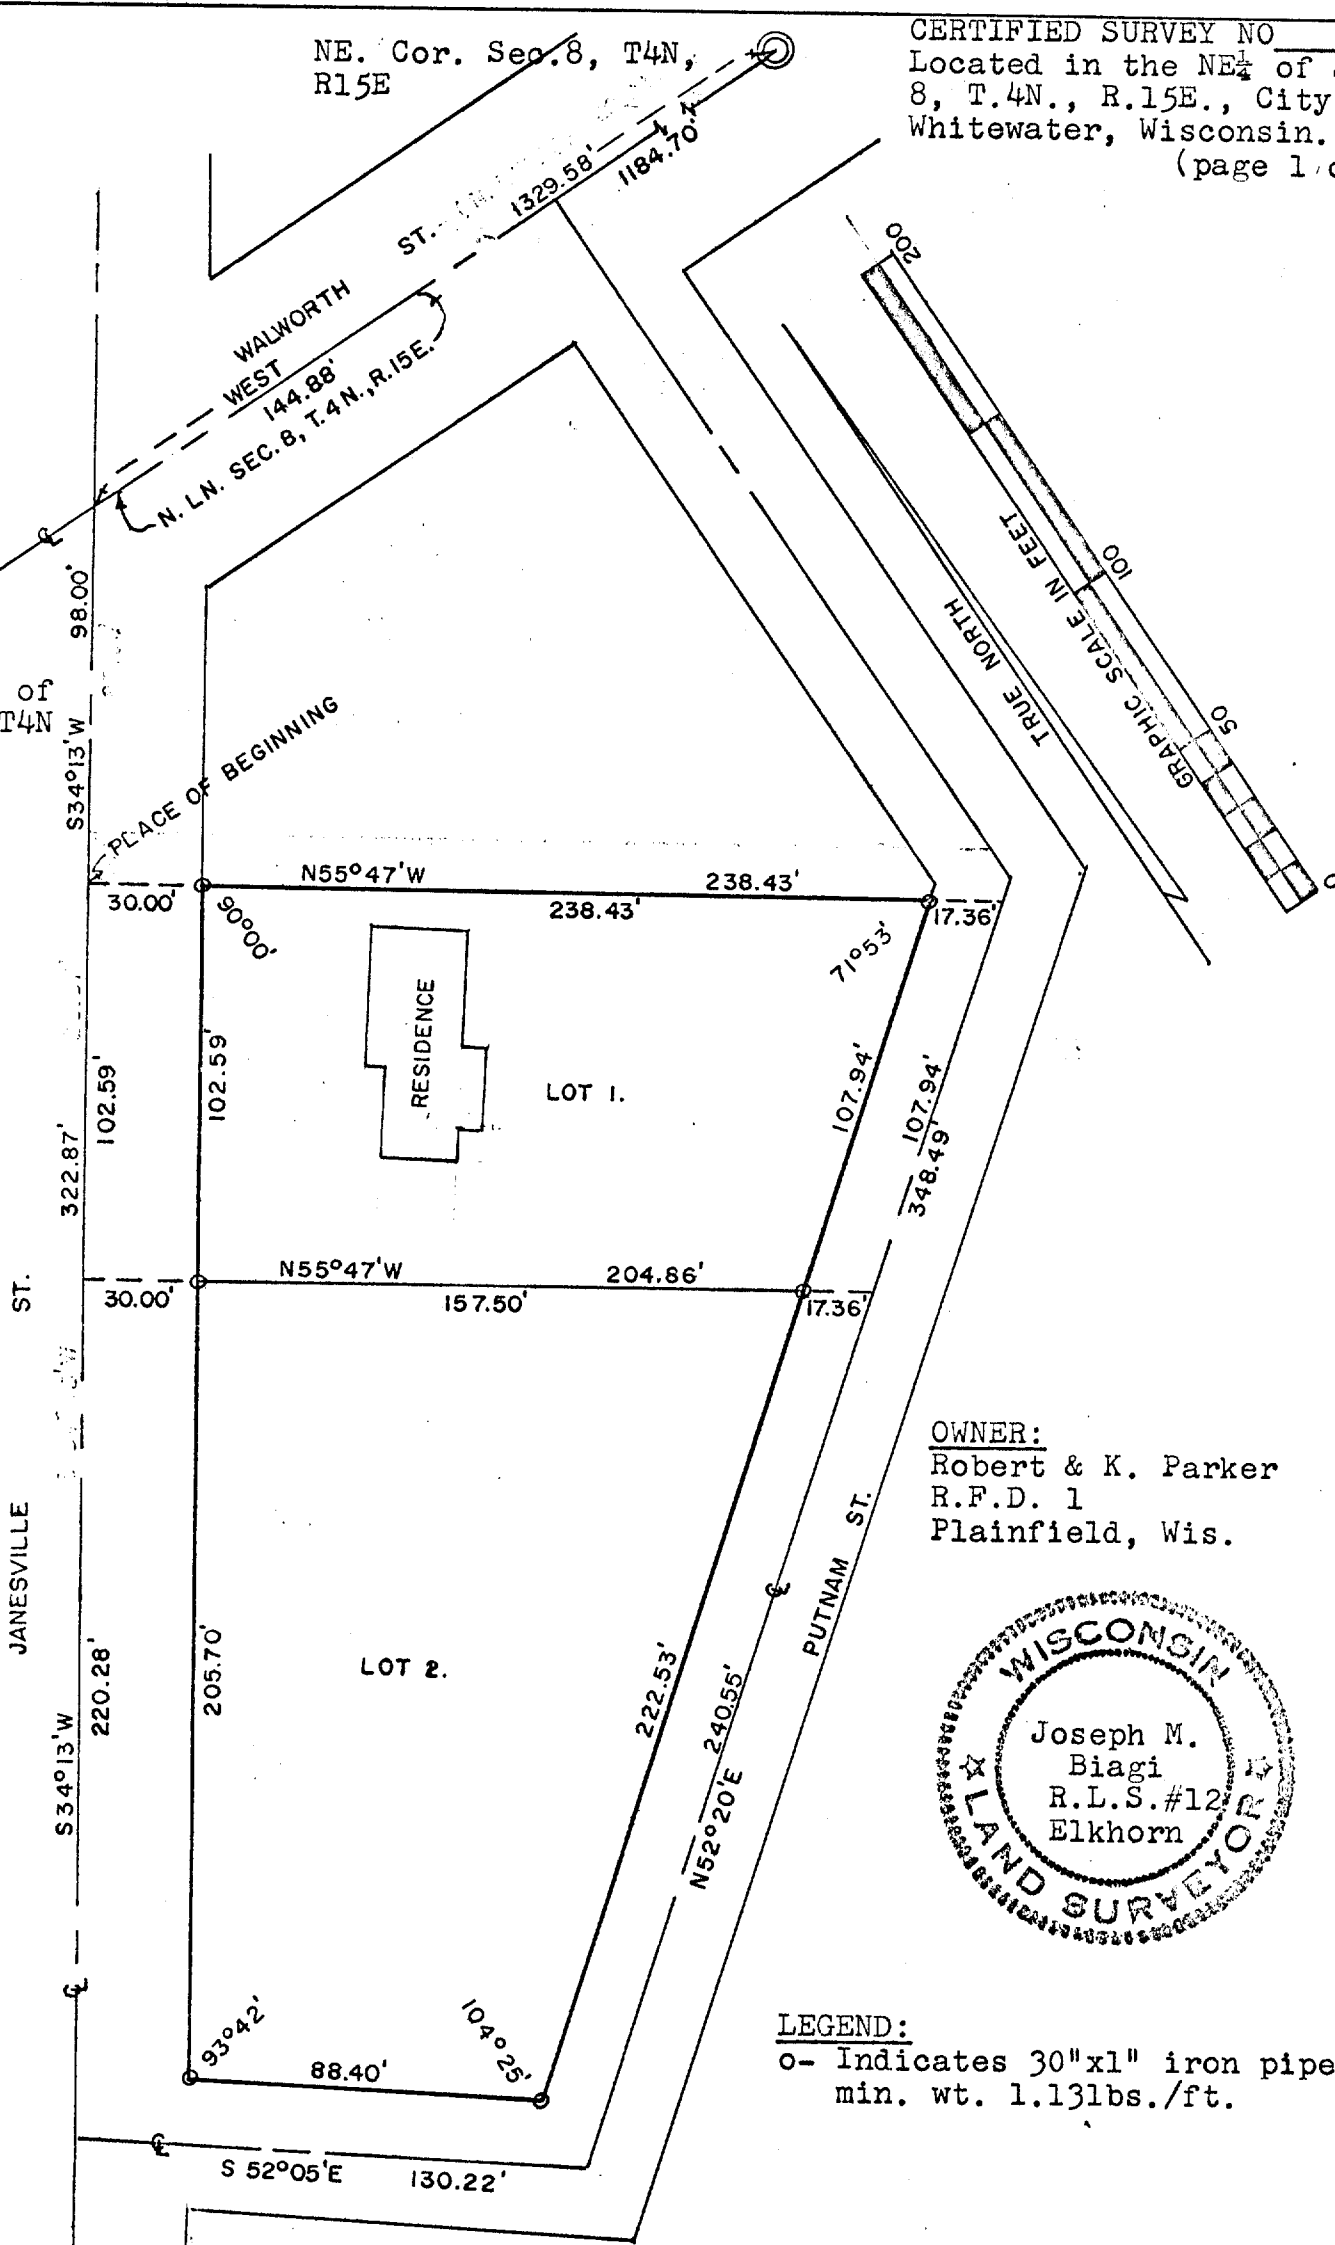 NE. Cor. Sec.8, T4N,
R15E
CERTIFIED SURVEY NO
Located in the NE¼ of
8, T.4N., R.15E., City
Whitewater, Wisconsin.
(page 1
WEST WALWORTH ST.
1329.58'
1184.70'
144.88'
N. LN. SEC. 8, T.4N., R.15E.
200
100
50
0
GRAPHIC SCALE IN FEET
TRUE NORTH
98.00'
S34°13'W
of
T4N
PLACE OF BEGINNING
N55°47'W 238.43'
30.00' 238.43' 17.36'
90°00'
71°53'
RESIDENCE
LOT 1.
102.59'
102.59'
322.87'
107.94'
107.94'
348.49'
N55°47'W 204.86'
30.00' 157.50' 17.36'
JANESVILLE ST.
OWNER:
Robert & K. Parker
R.F.D. 1
Plainfield, Wis.
PUTNAM ST.
LOT 2.
S34°13'W
220.28'
205.70'
222.53'
240.55'
N52°20'E
WISCONSIN
Joseph M.
Biagi
R.L.S.#12
Elkhorn
LAND SURVEYOR
93°42'
104°25'
88.40'
S 52°05'E 130.22'
LEGEND:
o- Indicates 30"x1" iron pipe
min. wt. 1.13lbs./ft.